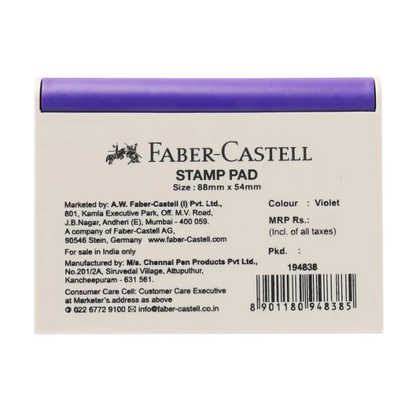 FABER-CASTELL
STAMP PAD
Size : 88mm x 54mm
Marketed by: A.W. Faber-Castell (I) Pvt. Ltd.,
801, Kamla Executive Park, Off. M.V. Road,
J.B.Nagar, Andheri (E), Mumbai - 400 059.
A company of Faber-Castell AG,
90546 Stein, Germany www.faber-castell.com
For sale in India only
Manufactured by: M/s. Chennai Pen Products Pvt Ltd.,
No.201/2A, Siruvedal Village, Attuputhur,
Kancheepuram - 631 561.
Consumer Care Cell: Customer Care Executive
at Marketer's address as above
022 6772 9100 info@faber-castell.co.in
Colour : Violet
MRP Rs.:
(Incl. of all taxes)
Pkd. :
194838
8 901180 948385